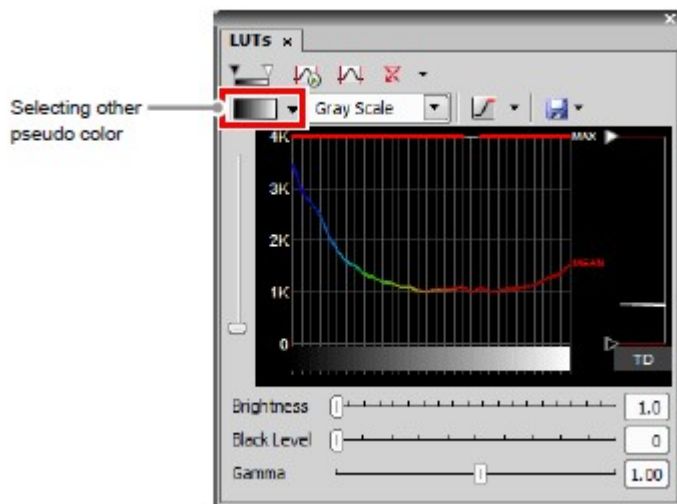 LUTs ×
Selecting other
pseudo color
Gray Scale
4K
MAX
3K
2K
MEAN
1K
0
TD
Brightness 1.0
Black Level 0
Gamma 1.00